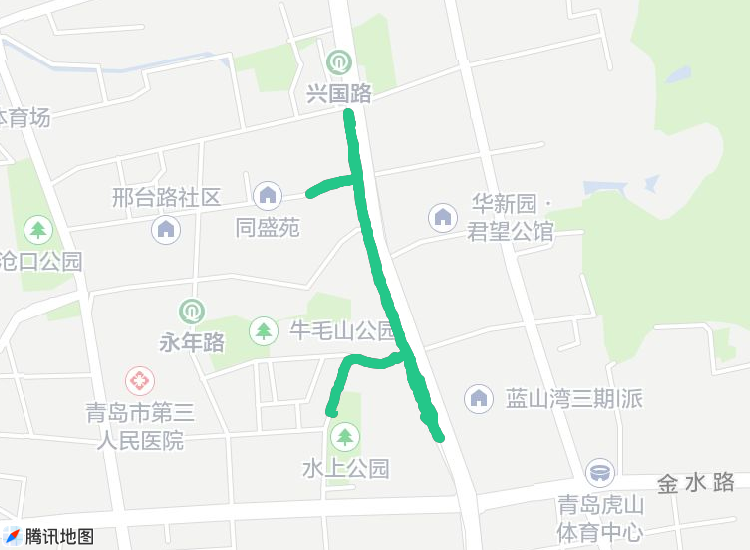 兴国路
体育场
邢台路社区
同盛苑
华新园·
君望公馆
沧口公园
牛毛山公园
永年路
青岛市第三
人民医院
蓝山湾三期I派
水上公园
金水路
青岛虎山
体育中心
腾讯地图